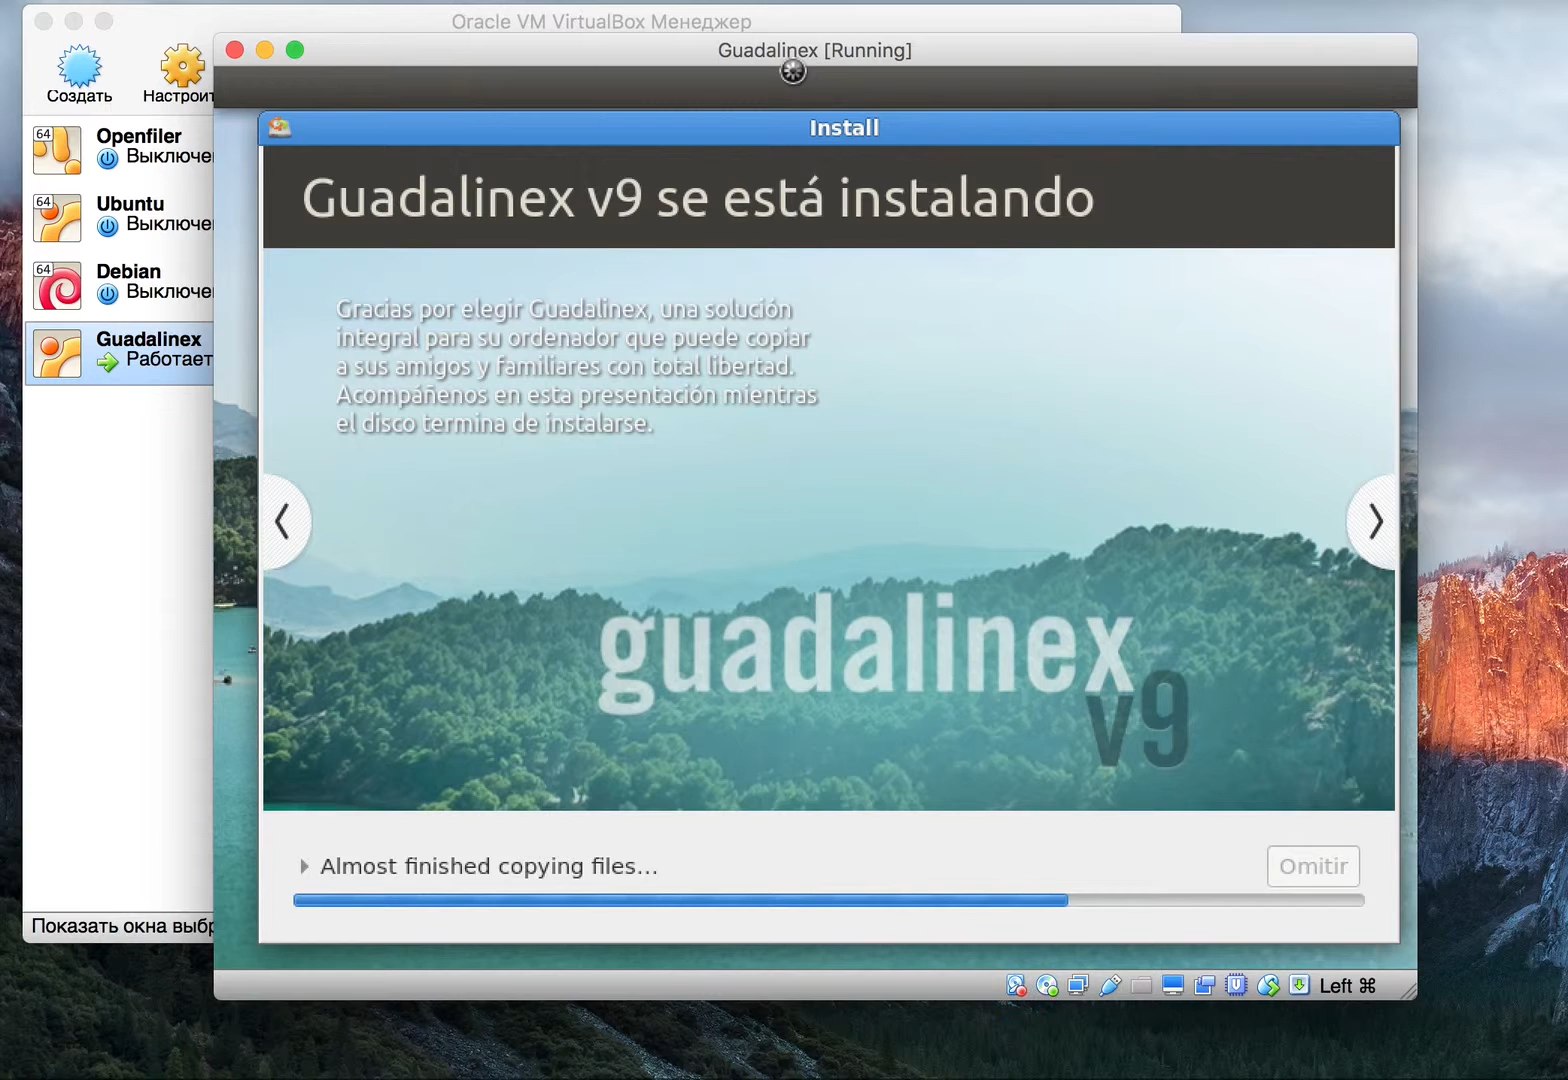 Oracle VM VirtualBox Менеджер
Создать
Настроит
64
Openfiler
Выключе
64
Ubuntu
Выключе
64
Debian
Выключе
Guadalinex
Работает
Показать окна выбр
Guadalinex [Running]
Install
Guadalinex v9 se está instalando
Gracias por elegir Guadalinex, una solución
integral para su ordenador que puede copiar
a sus amigos y familiares con total libertad.
Acompáñenos en esta presentación mientras
el disco termina de instalarse.
guadalinex
v9
Almost finished copying files...
Omitir
Left ⌘